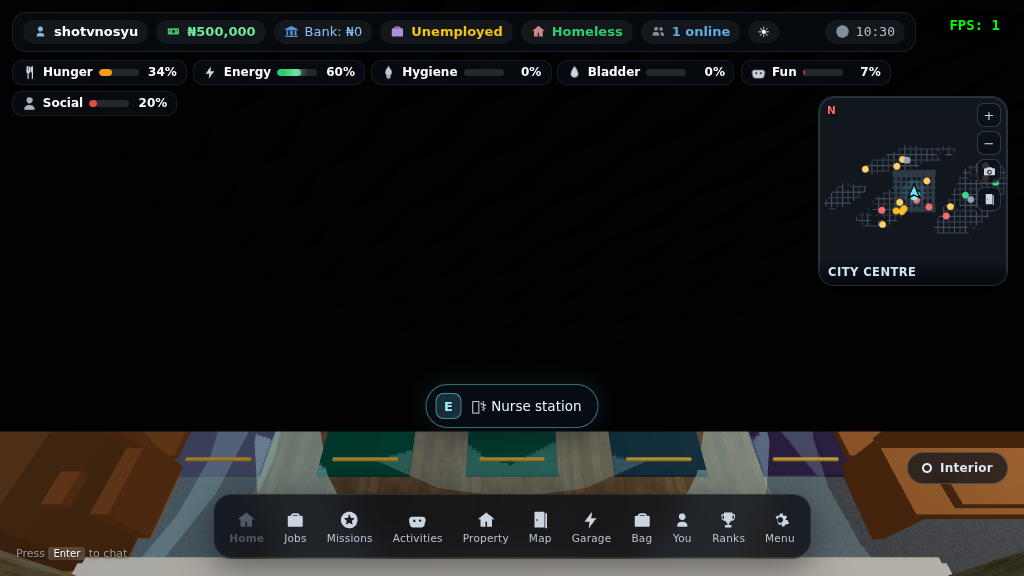 shotvnosyu ₦500,000 Bank: ₦0 Unemployed Homeless 1 online 10:30 FPS: 1
Hunger 34% Energy 60% Hygiene 0% Bladder 0% Fun 7%
Social 20%
N
+
−
CITY CENTRE
E Nurse station
Interior
Home Jobs Missions Activities Property Map Garage Bag You Ranks Menu
Press Enter to chat